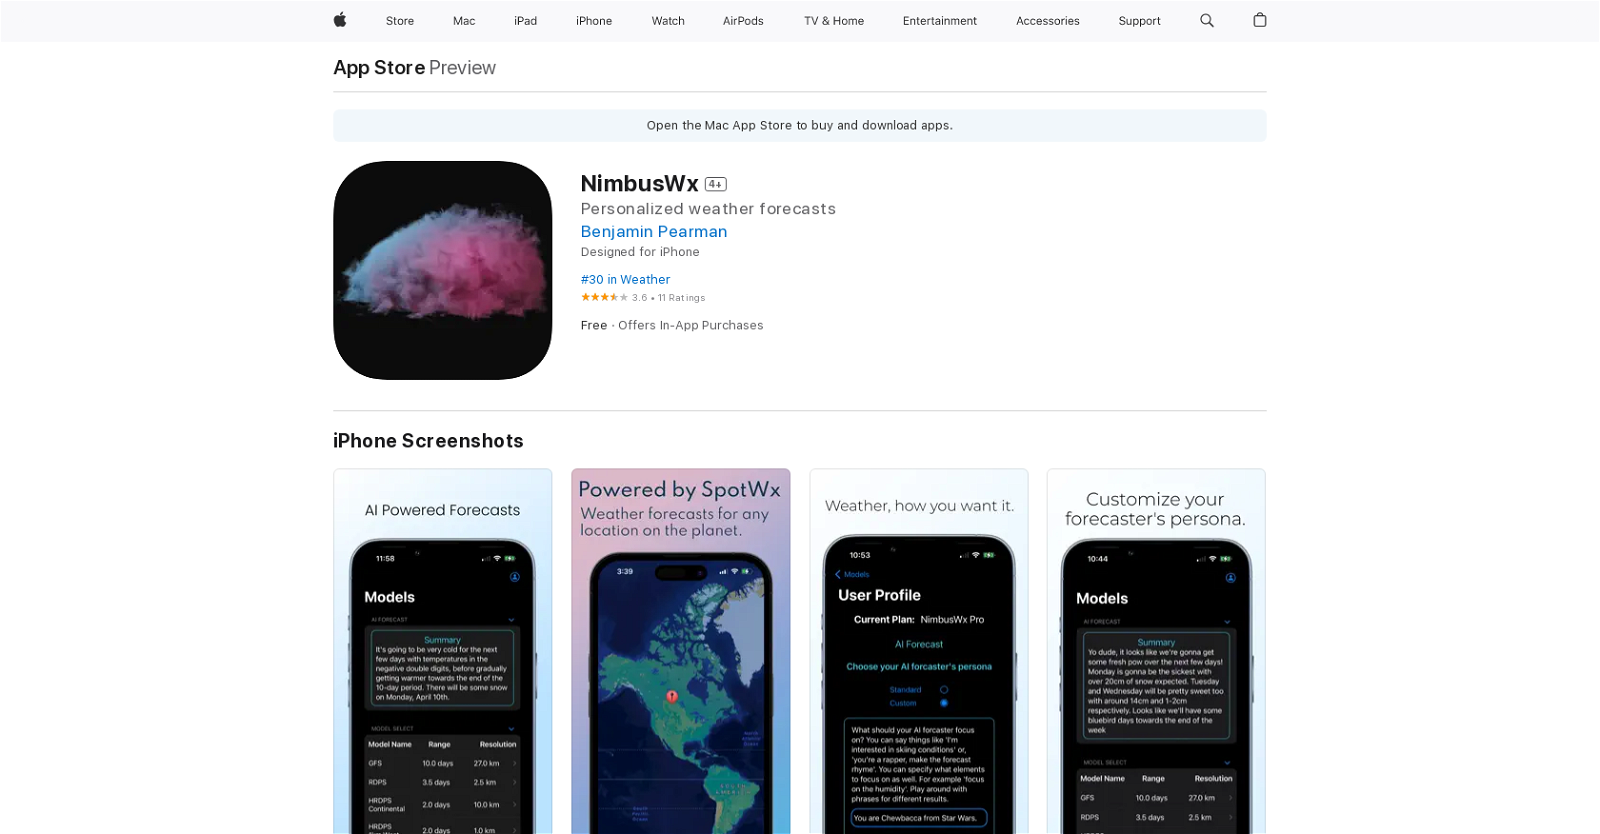 Store
Mac
iPad
iPhone
Watch
AirPods
TV & Home
Entertainment
Accessories
Support
App Store Preview
Open the Mac App Store to buy and download apps.
NimbusWx 4+
Personalized weather forecasts
Benjamin Pearman
Designed for iPhone
#30 in Weather
3.6 • 11 Ratings
Free · Offers In-App Purchases
iPhone Screenshots
AI Powered Forecasts
11:58
Models
AI FORECAST
Summary
It's going to be very cold for the next
few days with temperatures in the
negative double digits, before gradually
getting warmer towards the end of the
10-day period. There will be some snow
on Monday, April 10th.
MODEL SELECT
Model Name Range Resolution
GFS 10.0 days 27.0 km
RDPS 3.5 days 2.5 km
HRDPS
Continental 2.0 days 10.0 km
HRDPS
2.0 days 1.0 km
Powered by SpotWx
Weather forecasts for any
location on the planet.
3:39
SOUTH
AMERICA
Weather, how you want it.
10:53
Models
User Profile
Current Plan: NimbusWx Pro
AI Forecast
Choose your AI forcaster's persona
Standard
Custom
What should your AI forcaster focus
on? You can say things like 'I'm
interested in skiing conditions' or,
'you're a rapper, make the forecast
rhyme'. You can specify what elements
to focus on as well. For example 'focus
on the humidity'. Play around with
phrases for different results.
You are Chewbacca from Star Wars.
Customize your
forecaster's persona.
10:44
Models
AI FORECAST
Summary
Yo dude, it looks like we're gonna get
some fresh pow over the next few days!
Monday is gonna be the sickest with
over 20cm of snow expected. Tuesday
and Wednesday will be pretty sweet too
with around 14cm and 1-2cm
respectively. Looks like we'll have some
bluebird days towards the end of the
week
MODEL SELECT
Model Name Range Resolution
GFS 10.0 days 27.0 km
RDPS 3.5 days 2.5 km